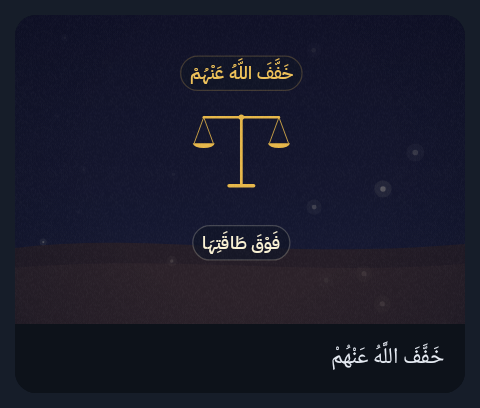 خَفَّفَ اللَّهُ عَنْهُمْ
فَوْقَ طَاقَتِهَا
خَفَّفَ اللَّهُ عَنْهُمْ